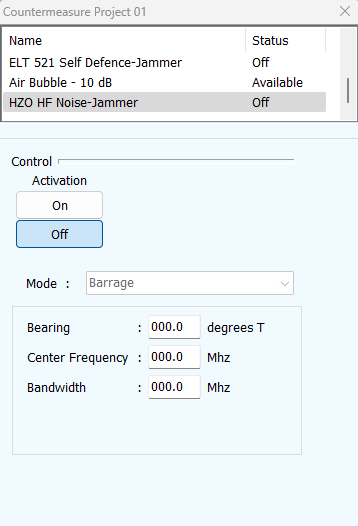 Countermeasure Project 01
Name Status
ELT 521 Self Defence-Jammer Off
Air Bubble - 10 dB Available
HZO HF Noise-Jammer Off
Control
Activation
On
Off
Mode : Barrage
Bearing : 000.0 degrees T
Center Frequency : 000.0 Mhz
Bandwidth : 000.0 Mhz